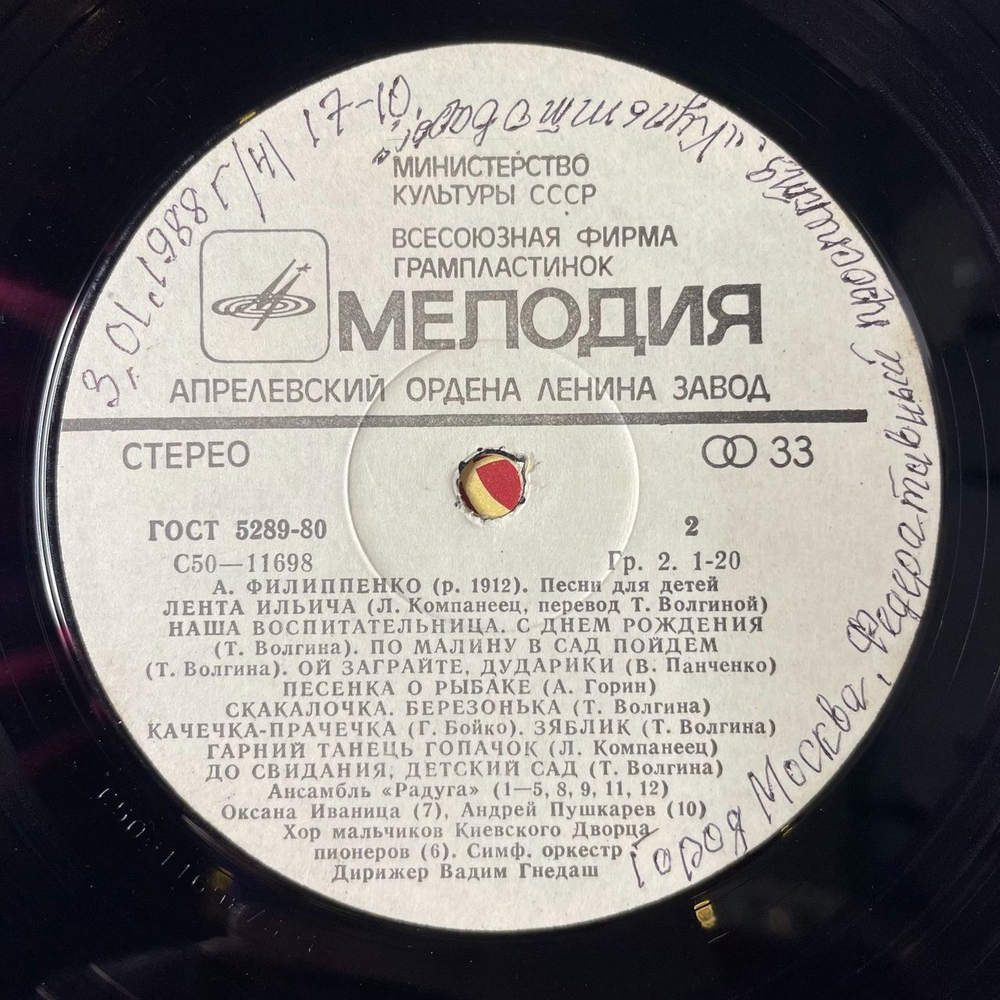 МИНИСТЕРСТВО
КУЛЬТУРЫ СССР
ВСЕСОЮЗНАЯ ФИРМА
ГРАМПЛАСТИНОК
МЕЛОДИЯ
АПРЕЛЕВСКИЙ ОРДЕНА ЛЕНИНА ЗАВОД
СТЕРЕО 33
ГОСТ 5289-80 2
С50—11698 Гр. 2. 1-20
А. ФИЛИППЕНКО (р. 1912). Песни для детей
ЛЕНТА ИЛЬИЧА (Л. Компанеец, перевод Т. Волгиной)
НАША ВОСПИТАТЕЛЬНИЦА. С ДНЕМ РОЖДЕНИЯ
(Т. Волгина). ПО МАЛИНУ В САД ПОЙДЕМ
(Т. Волгина). ОЙ ЗАГРАЙТЕ, ДУДАРИКИ (В. Панченко)
ПЕСЕНКА О РЫБАКЕ (А. Горин)
СКАКАЛОЧКА. БЕРЕЗОНЬКА (Т. Волгина)
КАЧЕЧКА-ПРАЧЕЧКА (Г. Бойко). ЗЯБЛИК (Т. Волгина)
ГАРНИЙ ТАНЕЦЬ ГОПАЧОК (Л. Компанеец)
ДО СВИДАНИЯ, ДЕТСКИЙ САД (Т. Волгина)
Ансамбль «Радуга» (1—5, 8, 9, 11, 12)
Оксана Иваница (7), Андрей Пушкарев (10)
Хор мальчиков Киевского Дворца
пионеров (6). Симф. оркестр
Дирижер Вадим Гнедаш
3. 01. 1988 г/ч/ 17-10.
Город Москва, Федеративный проспект